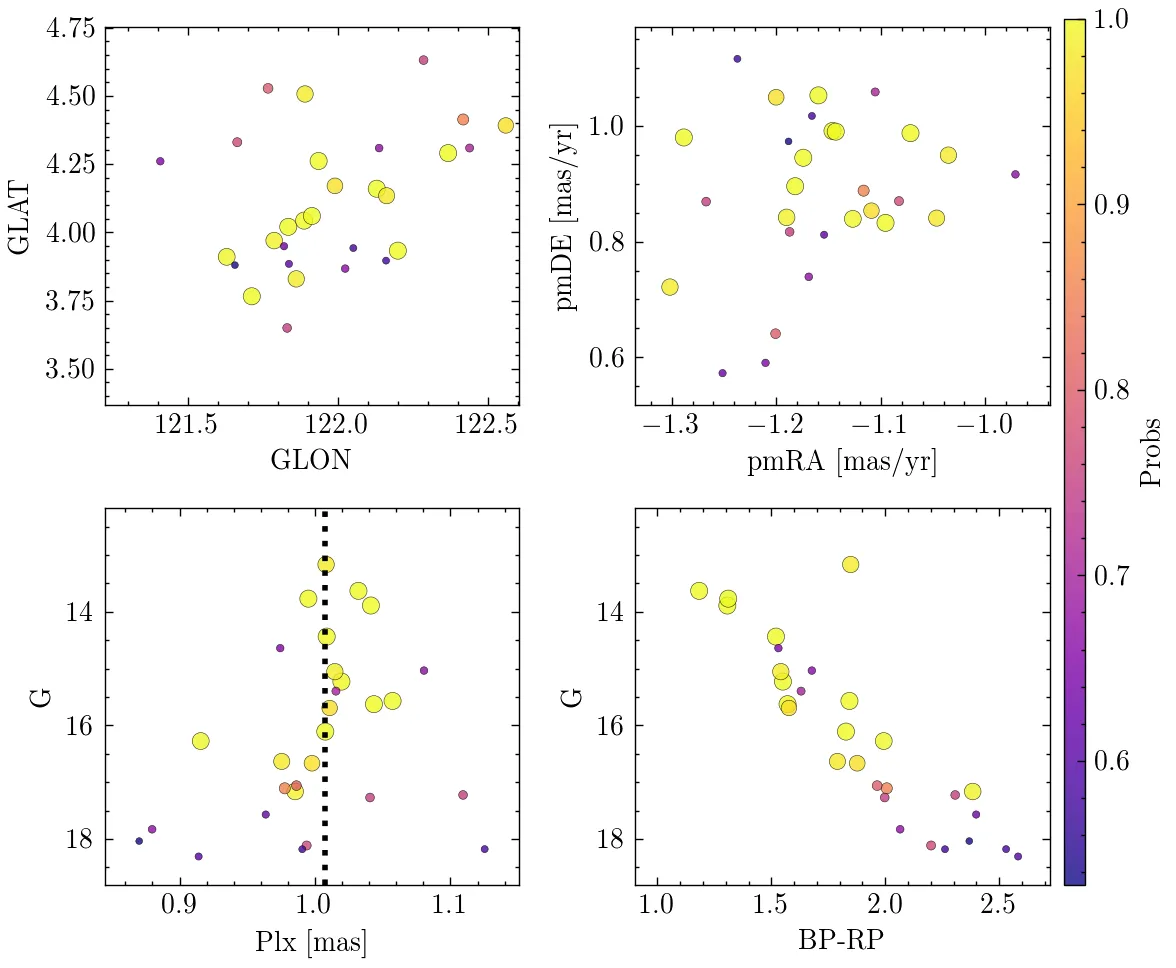 4.75
4.50
4.25
4.00
3.75
3.50
GLAT
121.5 122.0 122.5
GLON
1.0
0.8
0.6
pmDE [mas/yr]
−1.3 −1.2 −1.1 −1.0
pmRA [mas/yr]
14
16
18
G
0.9 1.0 1.1
Plx [mas]
14
16
18
G
1.0 1.5 2.0 2.5
BP-RP
1.0
0.9
0.8
0.7
0.6
Probs